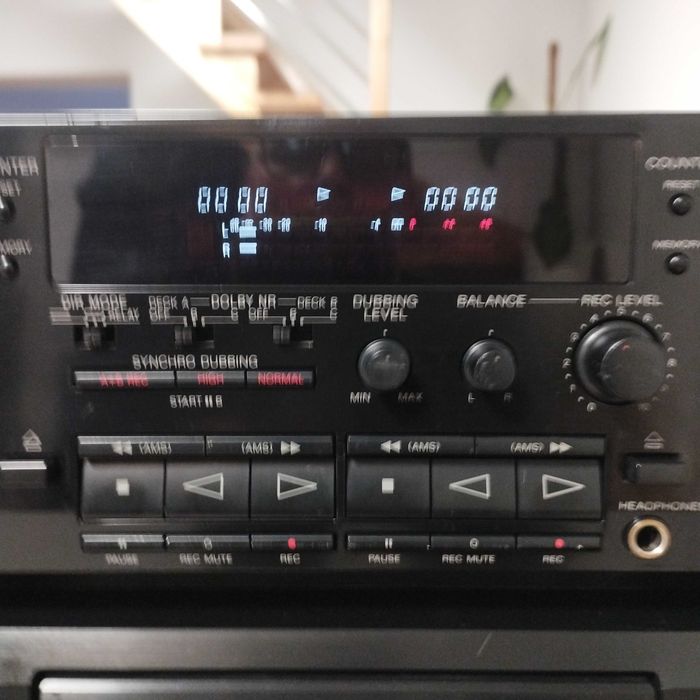 0000 0000
L
R
COUNTER
RESET
MEMORY
DIR MODE
RELAY
DECK A DOLBY NR DECK B
OFF B C OFF B C
DUBBING
LEVEL
MIN MAX
BALANCE
L R
REC LEVEL
SYNCHRO DUBBING
A+B REC HIGH NORMAL
START B
(AMS) (AMS) (AMS) (AMS)
PAUSE REC MUTE REC PAUSE REC MUTE REC
HEADPHONES